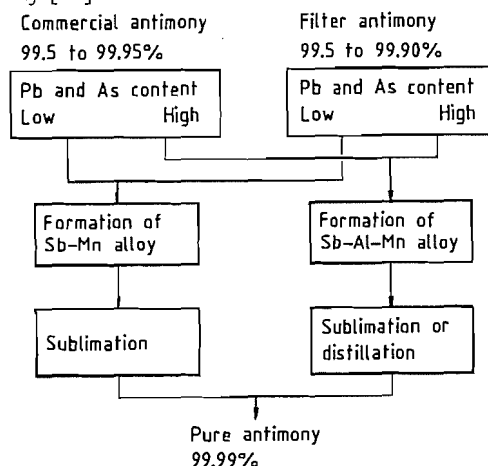 Commercial antimony
99.5 to 99.95%
Filter antimony
99.5 to 99.90%
Pb and As content
Low High
Pb and As content
Low High
Formation of
Sb-Mn alloy
Formation of
Sb-Al-Mn alloy
Sublimation
Sublimation or
distillation
Pure antimony
99.99%